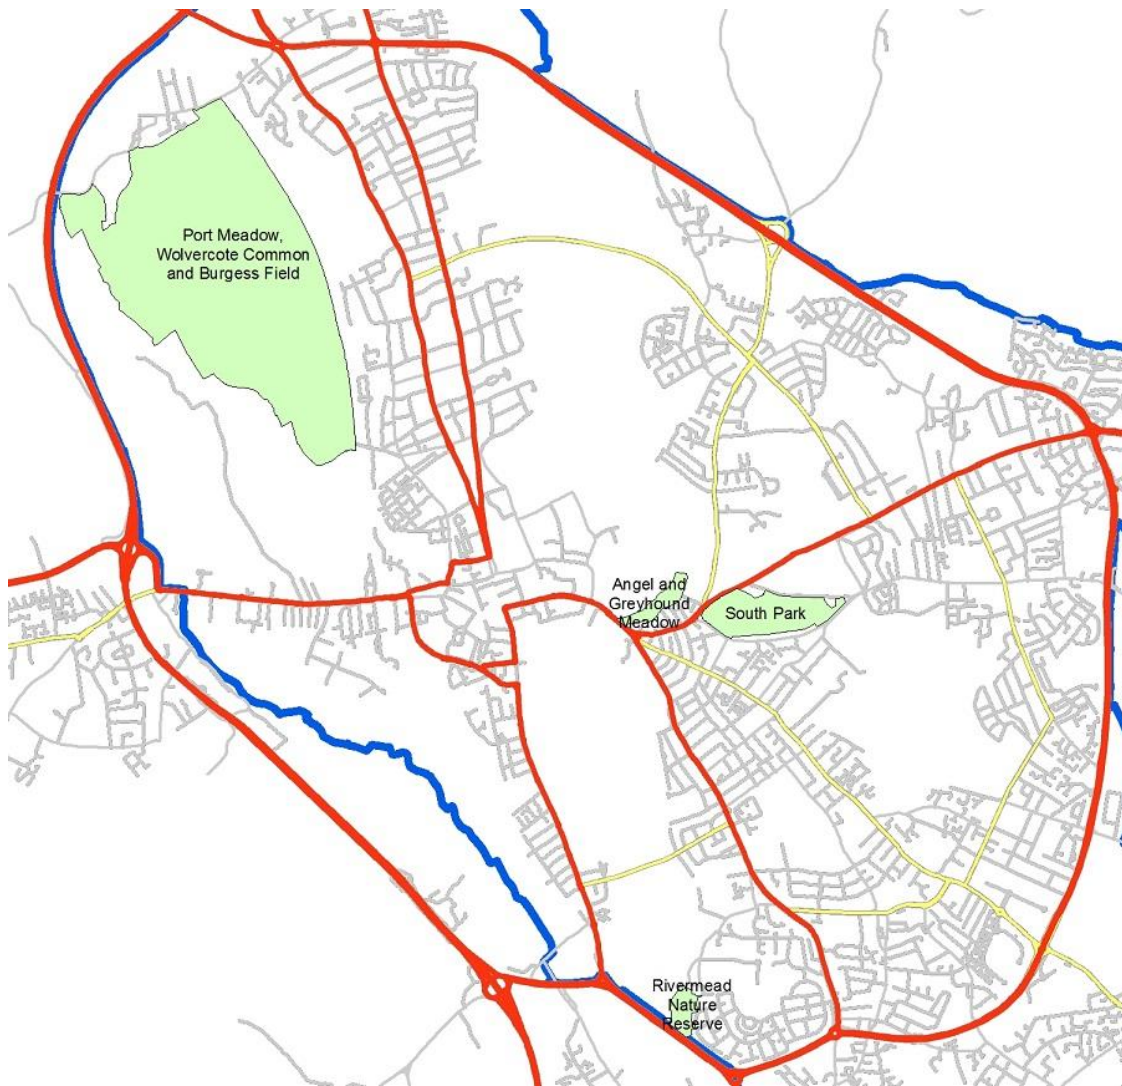 Port Meadow,
Wolvercote Common
and Burgess Field
Angel and
Greyhound
Meadow
South Park
Rivermead
Nature
Reserve